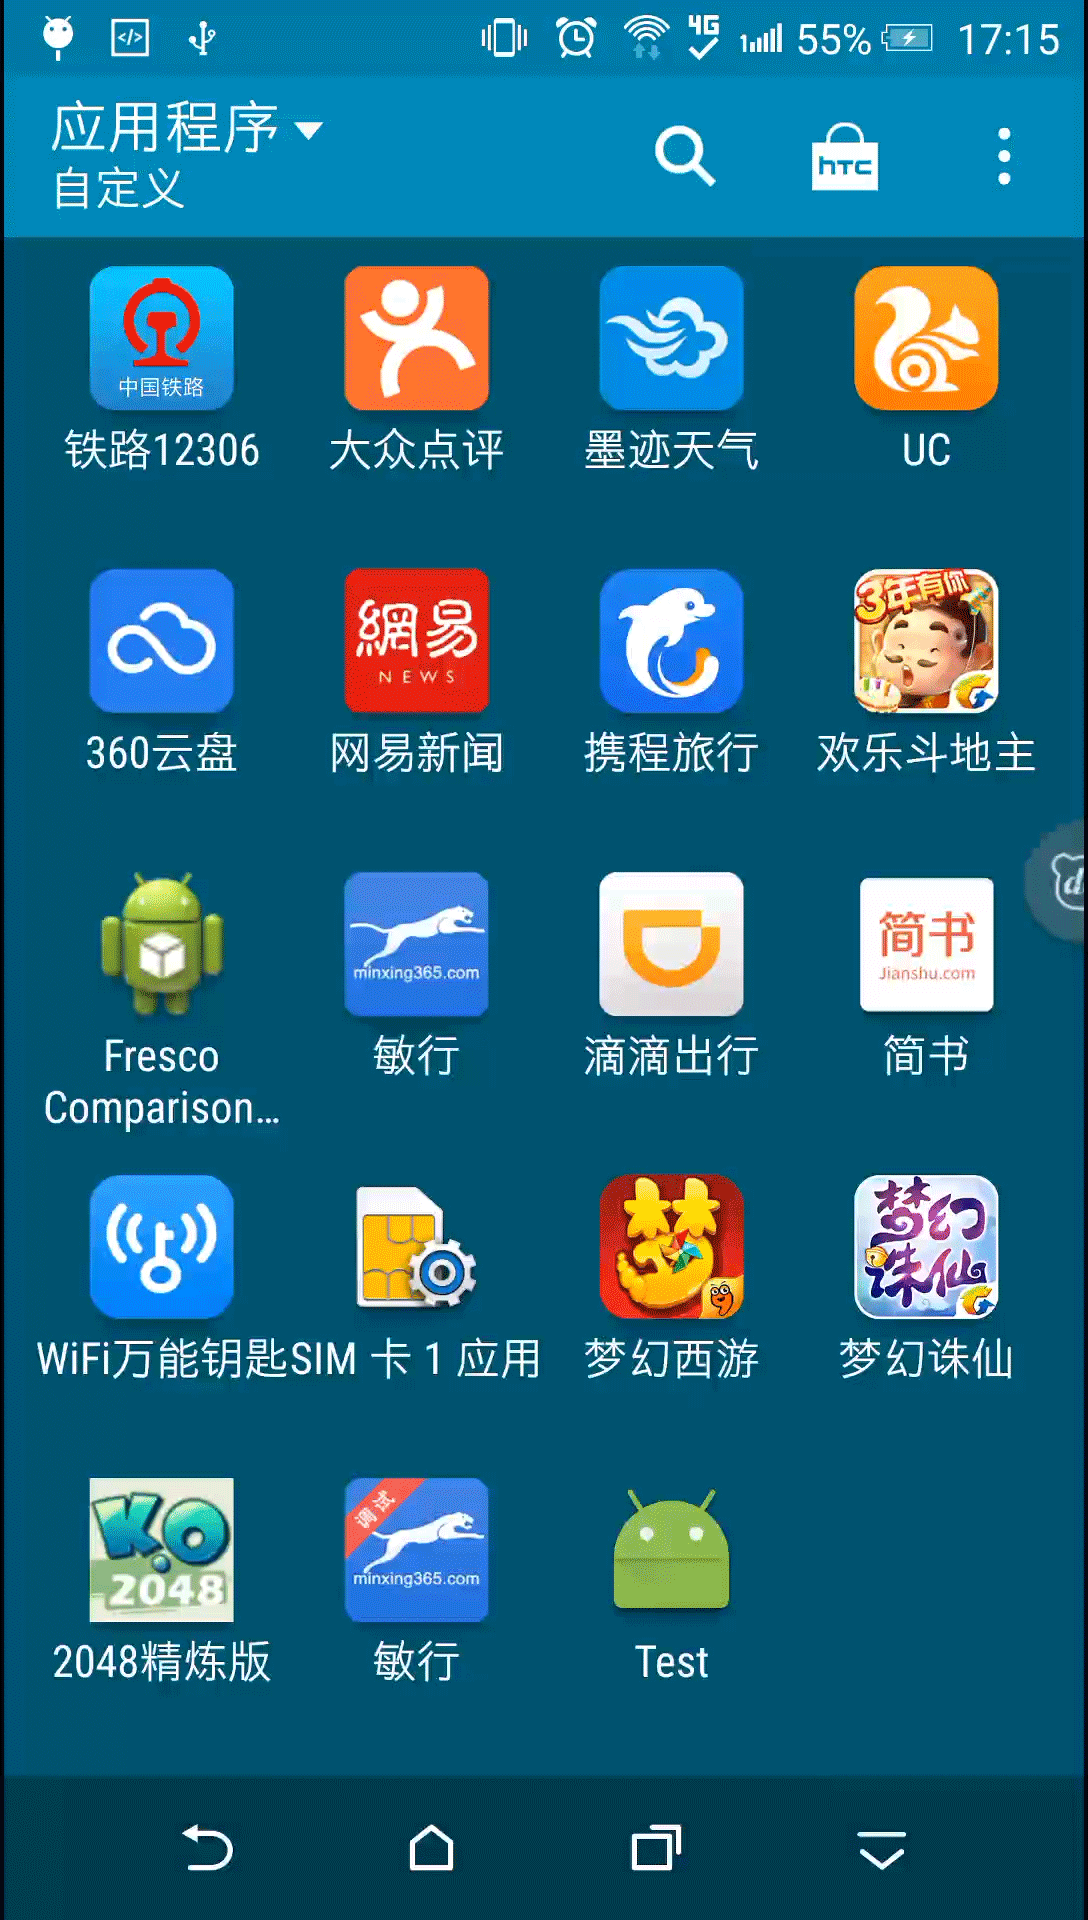 4G 55% 17:15
应用程序
自定义
htc
中国铁路
铁路12306
大众点评
墨迹天气
UC
網易
NEWS
3年有你
360云盘
网易新闻
携程旅行
欢乐斗地主
minxing365.com
简书
Jianshu.com
Fresco
Comparison...
敏行
滴滴出行
简书
梦
梦幻
诛仙
WiFi万能钥匙
SIM 卡 1 应用
梦幻西游
梦幻诛仙
K.O
2048
调试
minxing365.com
2048精炼版
敏行
Test